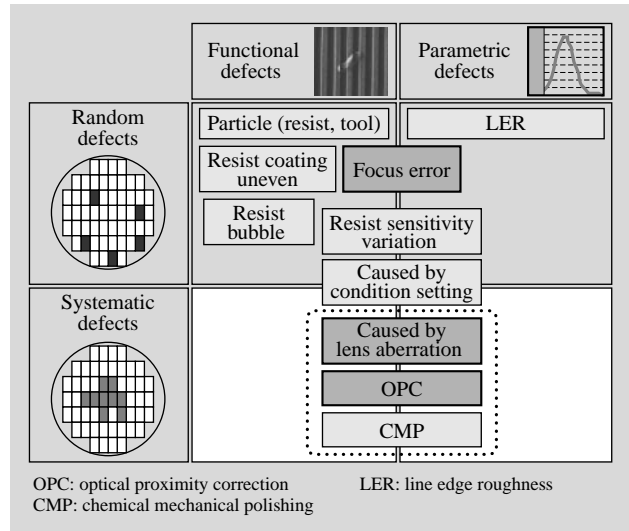 Functional
defects
Parametric
defects
Random
defects
Particle (resist, tool)
LER
Resist coating
uneven
Focus error
Resist
bubble
Resist sensitivity
variation
Caused by
condition setting
Systematic
defects
Caused by
lens aberration
OPC
CMP
OPC: optical proximity correction
LER: line edge roughness
CMP: chemical mechanical polishing